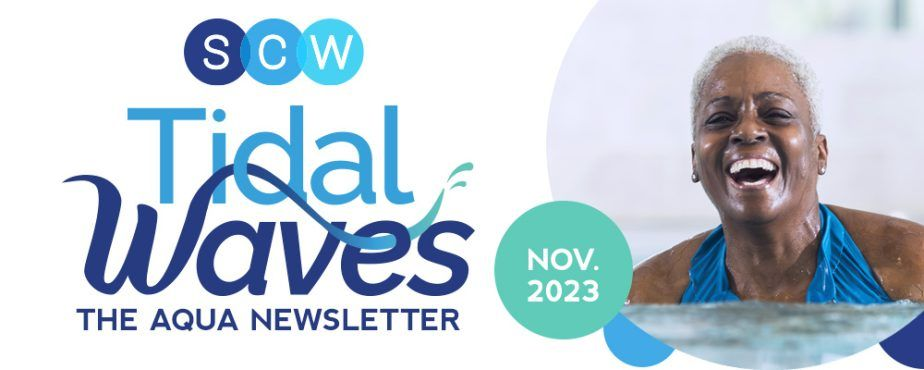 SCW
Tidal
Waves
THE AQUA NEWSLETTER
NOV.
2023